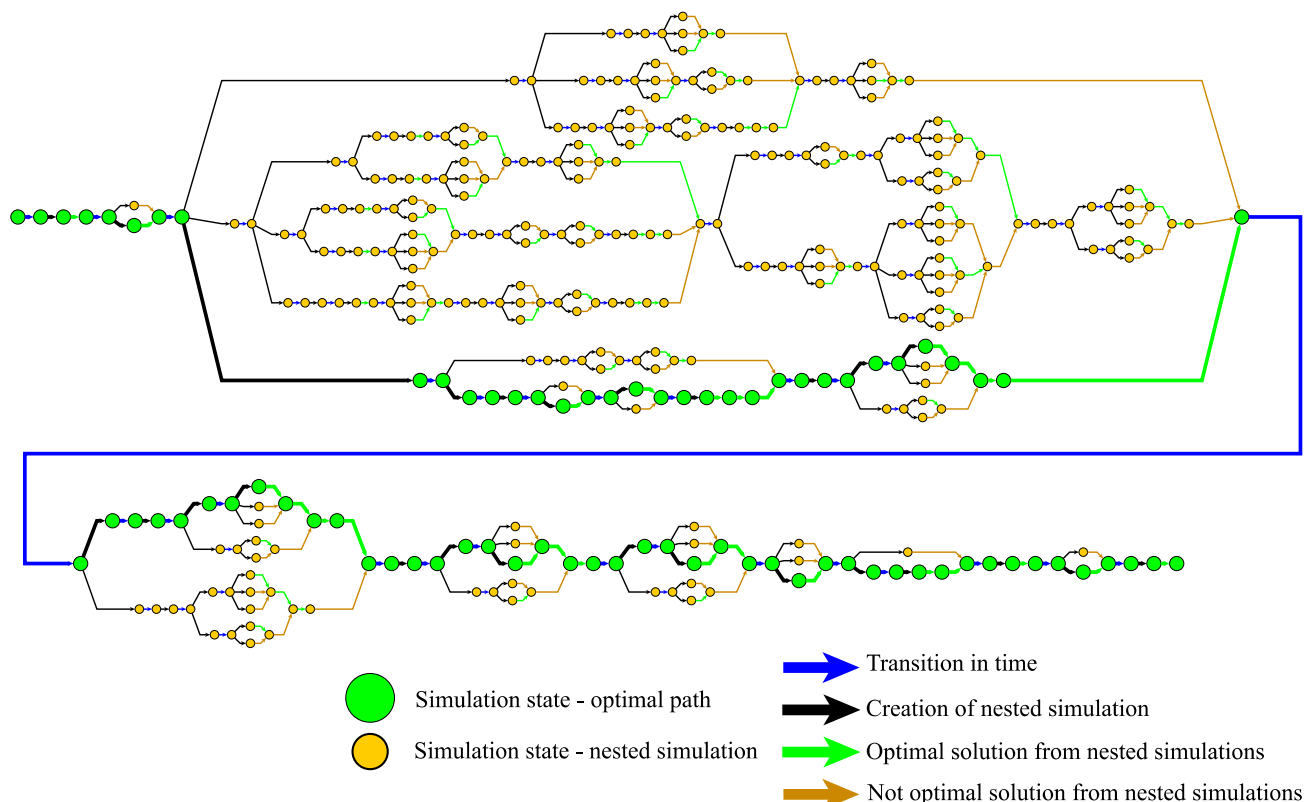 Transition in time
Simulation state - optimal path
Creation of nested simulation
Simulation state - nested simulation
Optimal solution from nested simulations
Not optimal solution from nested simulations